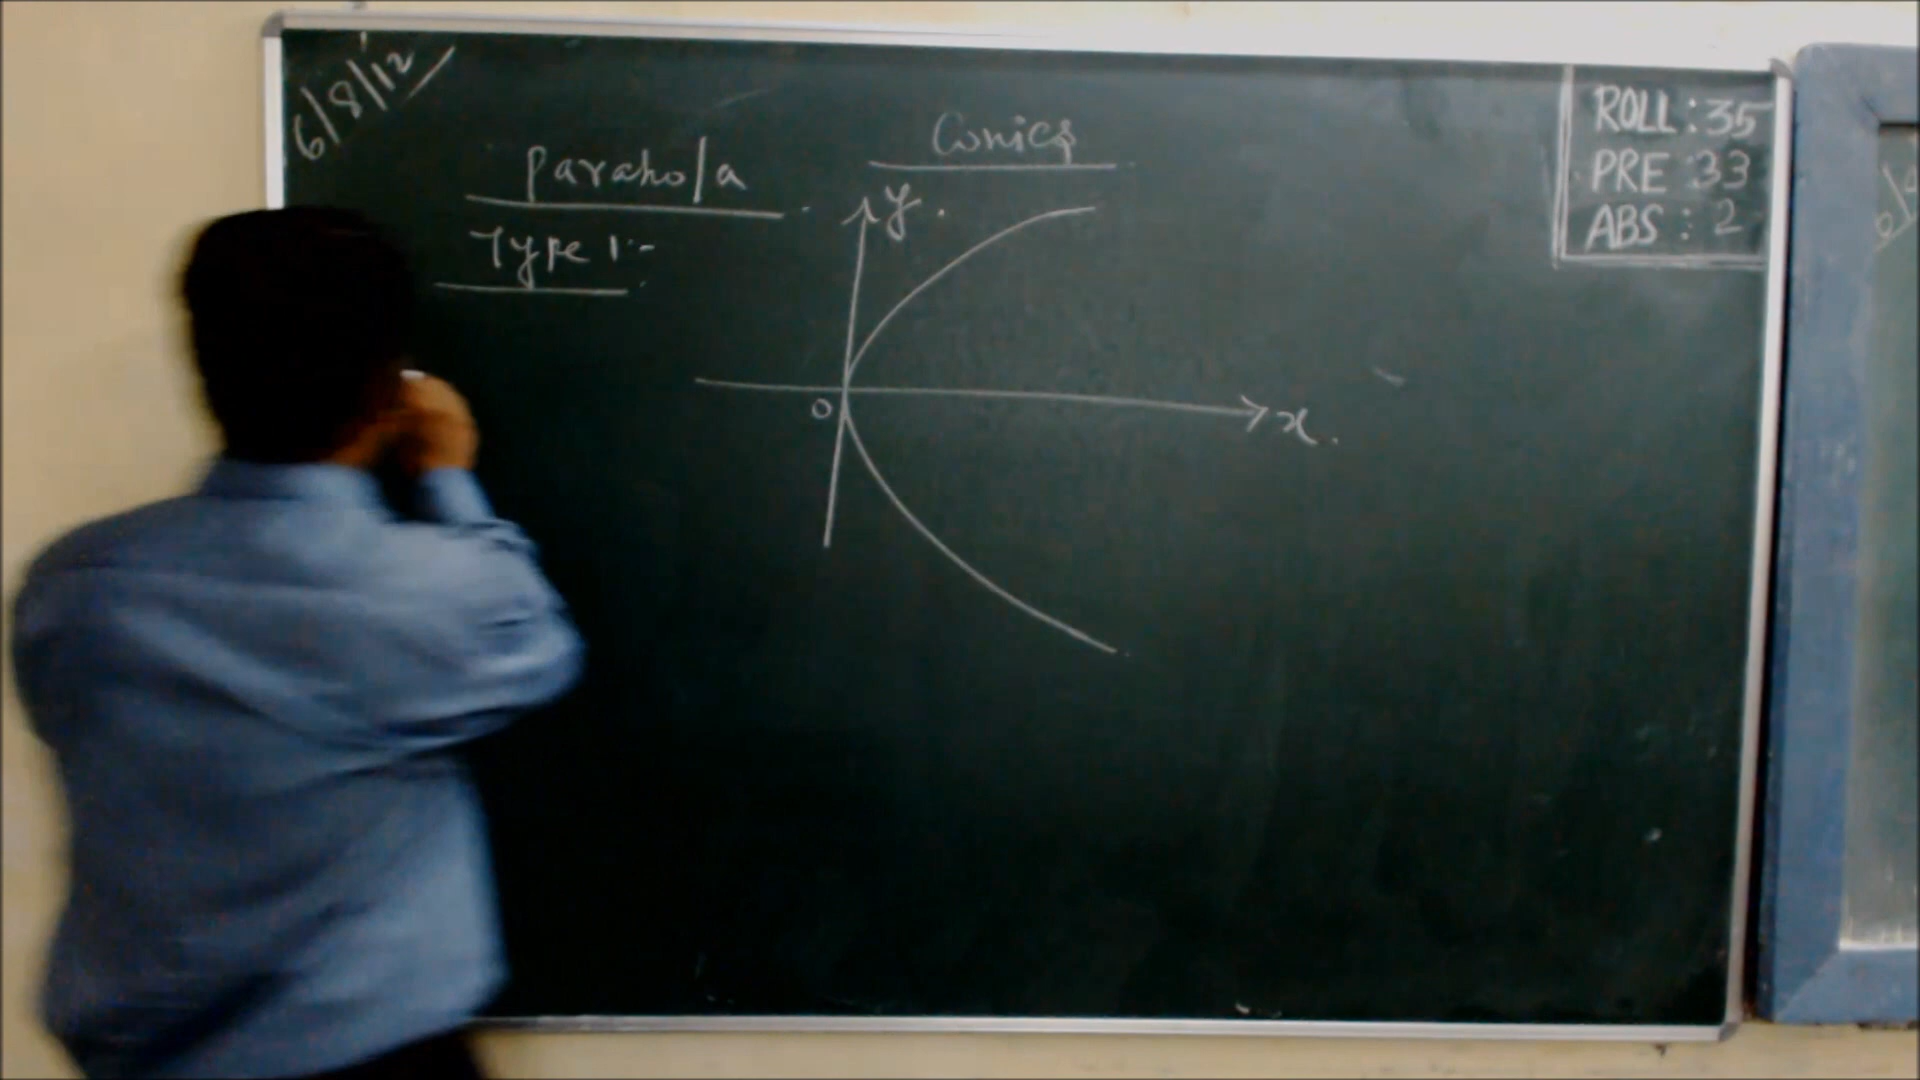 6/8/12
Conics
Parabola
Type 1:-
y
O
x
ROLL : 35
PRE : 33
ABS : 2